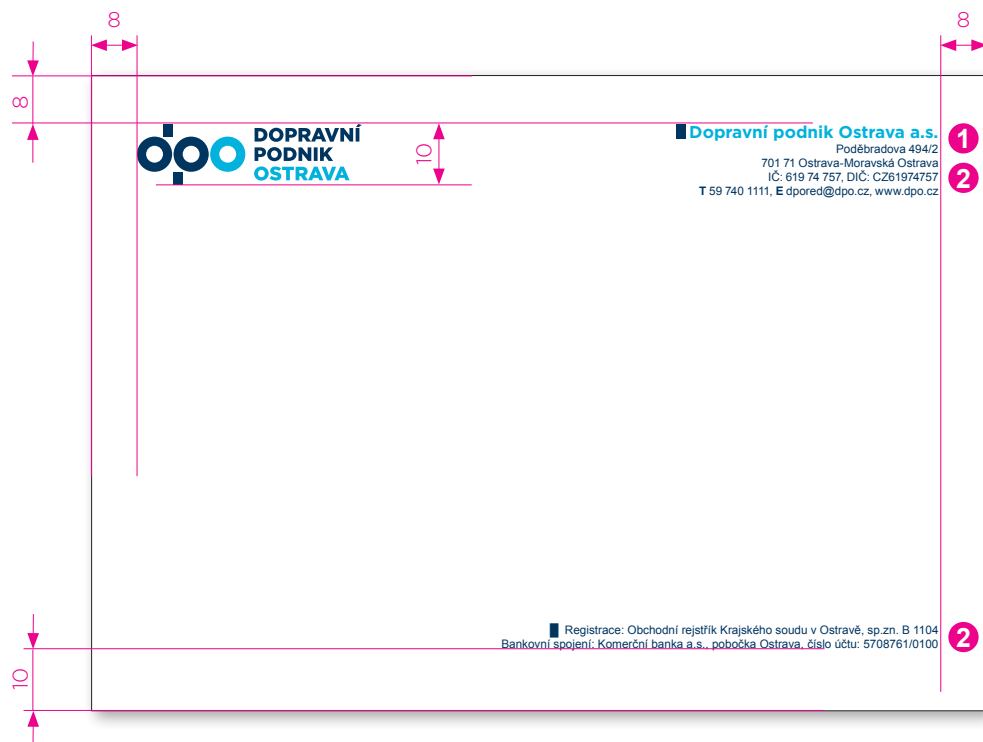 8
8
8
dpo
DOPRAVNÍ
PODNIK
OSTRAVA
10
Dopravní podnik Ostrava a.s.
1
Poděbradova 494/2
701 71 Ostrava-Moravská Ostrava
IČ: 619 74 757, DIČ: CZ61974757
2
T 59 740 1111, E dpored@dpo.cz, www.dpo.cz
Registrace: Obchodní rejstřík Krajského soudu v Ostravě, sp.zn. B 1104
2
Bankovní spojení: Komerční banka a.s., pobočka Ostrava, číslo účtu: 5708761/0100
10